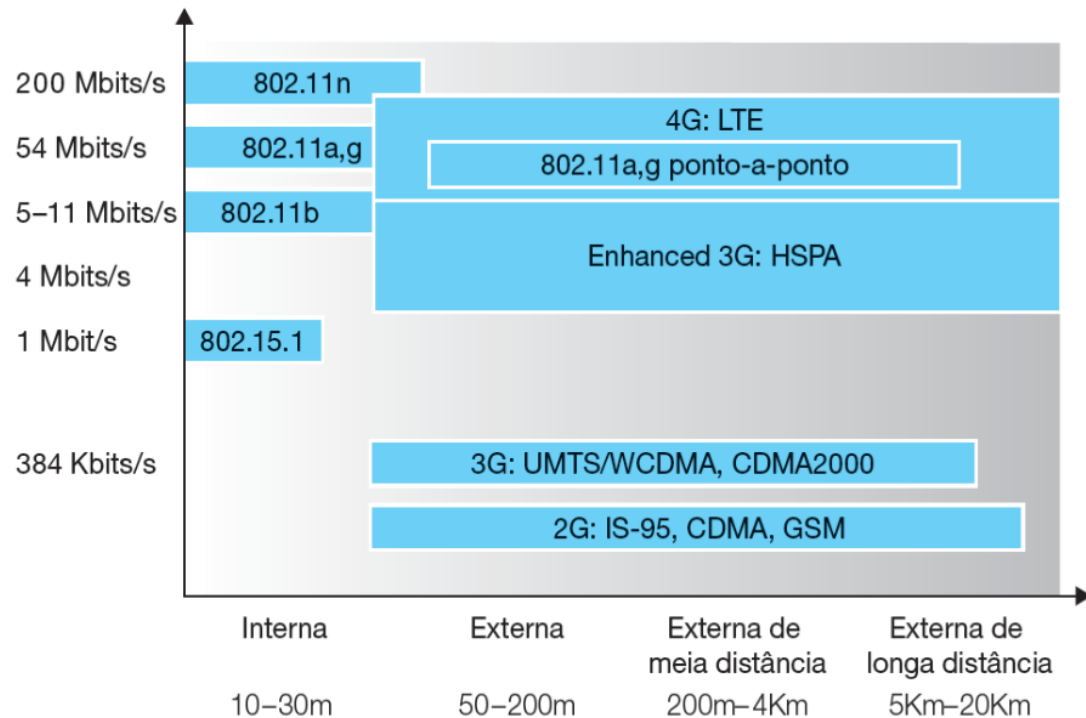 200 Mbits/s
802.11n
4G: LTE
54 Mbits/s
802.11a,g
802.11a,g ponto-a-ponto
5–11 Mbits/s
802.11b
Enhanced 3G: HSPA
4 Mbits/s
1 Mbit/s
802.15.1
384 Kbits/s
3G: UMTS/WCDMA, CDMA2000
2G: IS-95, CDMA, GSM
Interna
10–30m
Externa
50–200m
Externa de
meia distância
200m–4Km
Externa de
longa distância
5Km–20Km